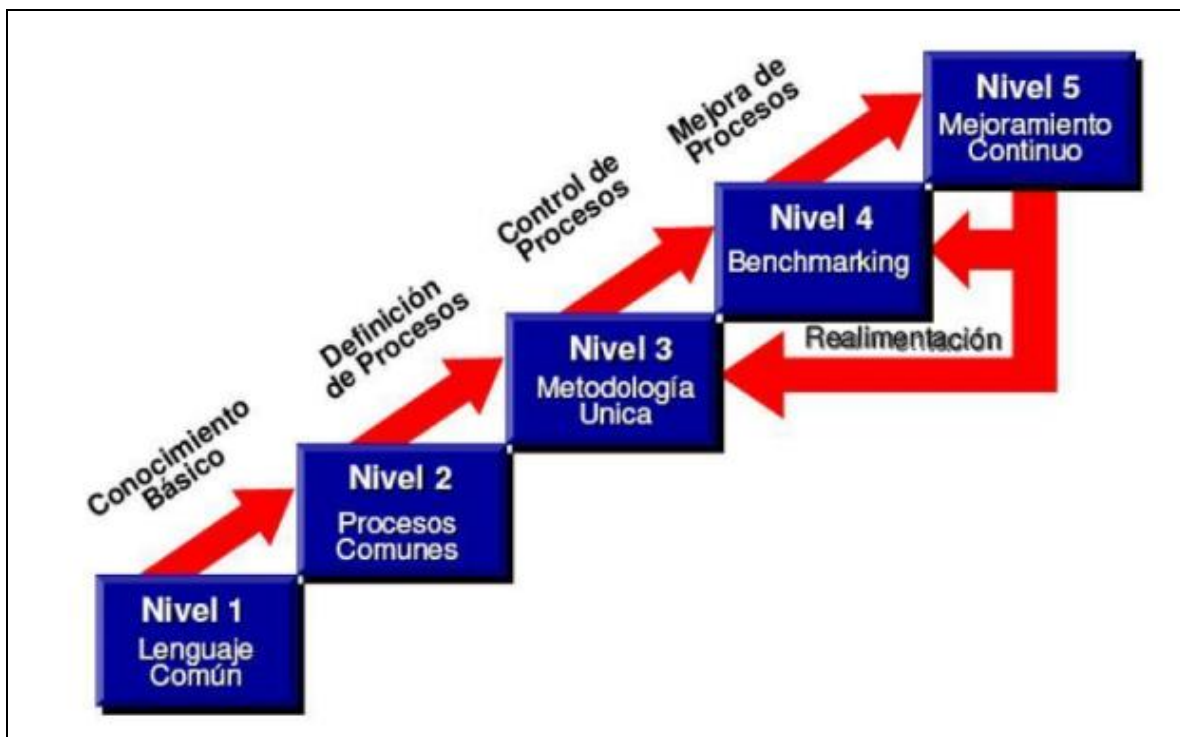 Nivel 5
Mejoramiento
Continuo
Mejora de
Procesos
Nivel 4
Benchmarking
Control de
Procesos
Realimentación
Nivel 3
Metodología
Unica
Definición
de Procesos
Nivel 2
Procesos
Comunes
Conocimiento
Básico
Nivel 1
Lenguaje
Común